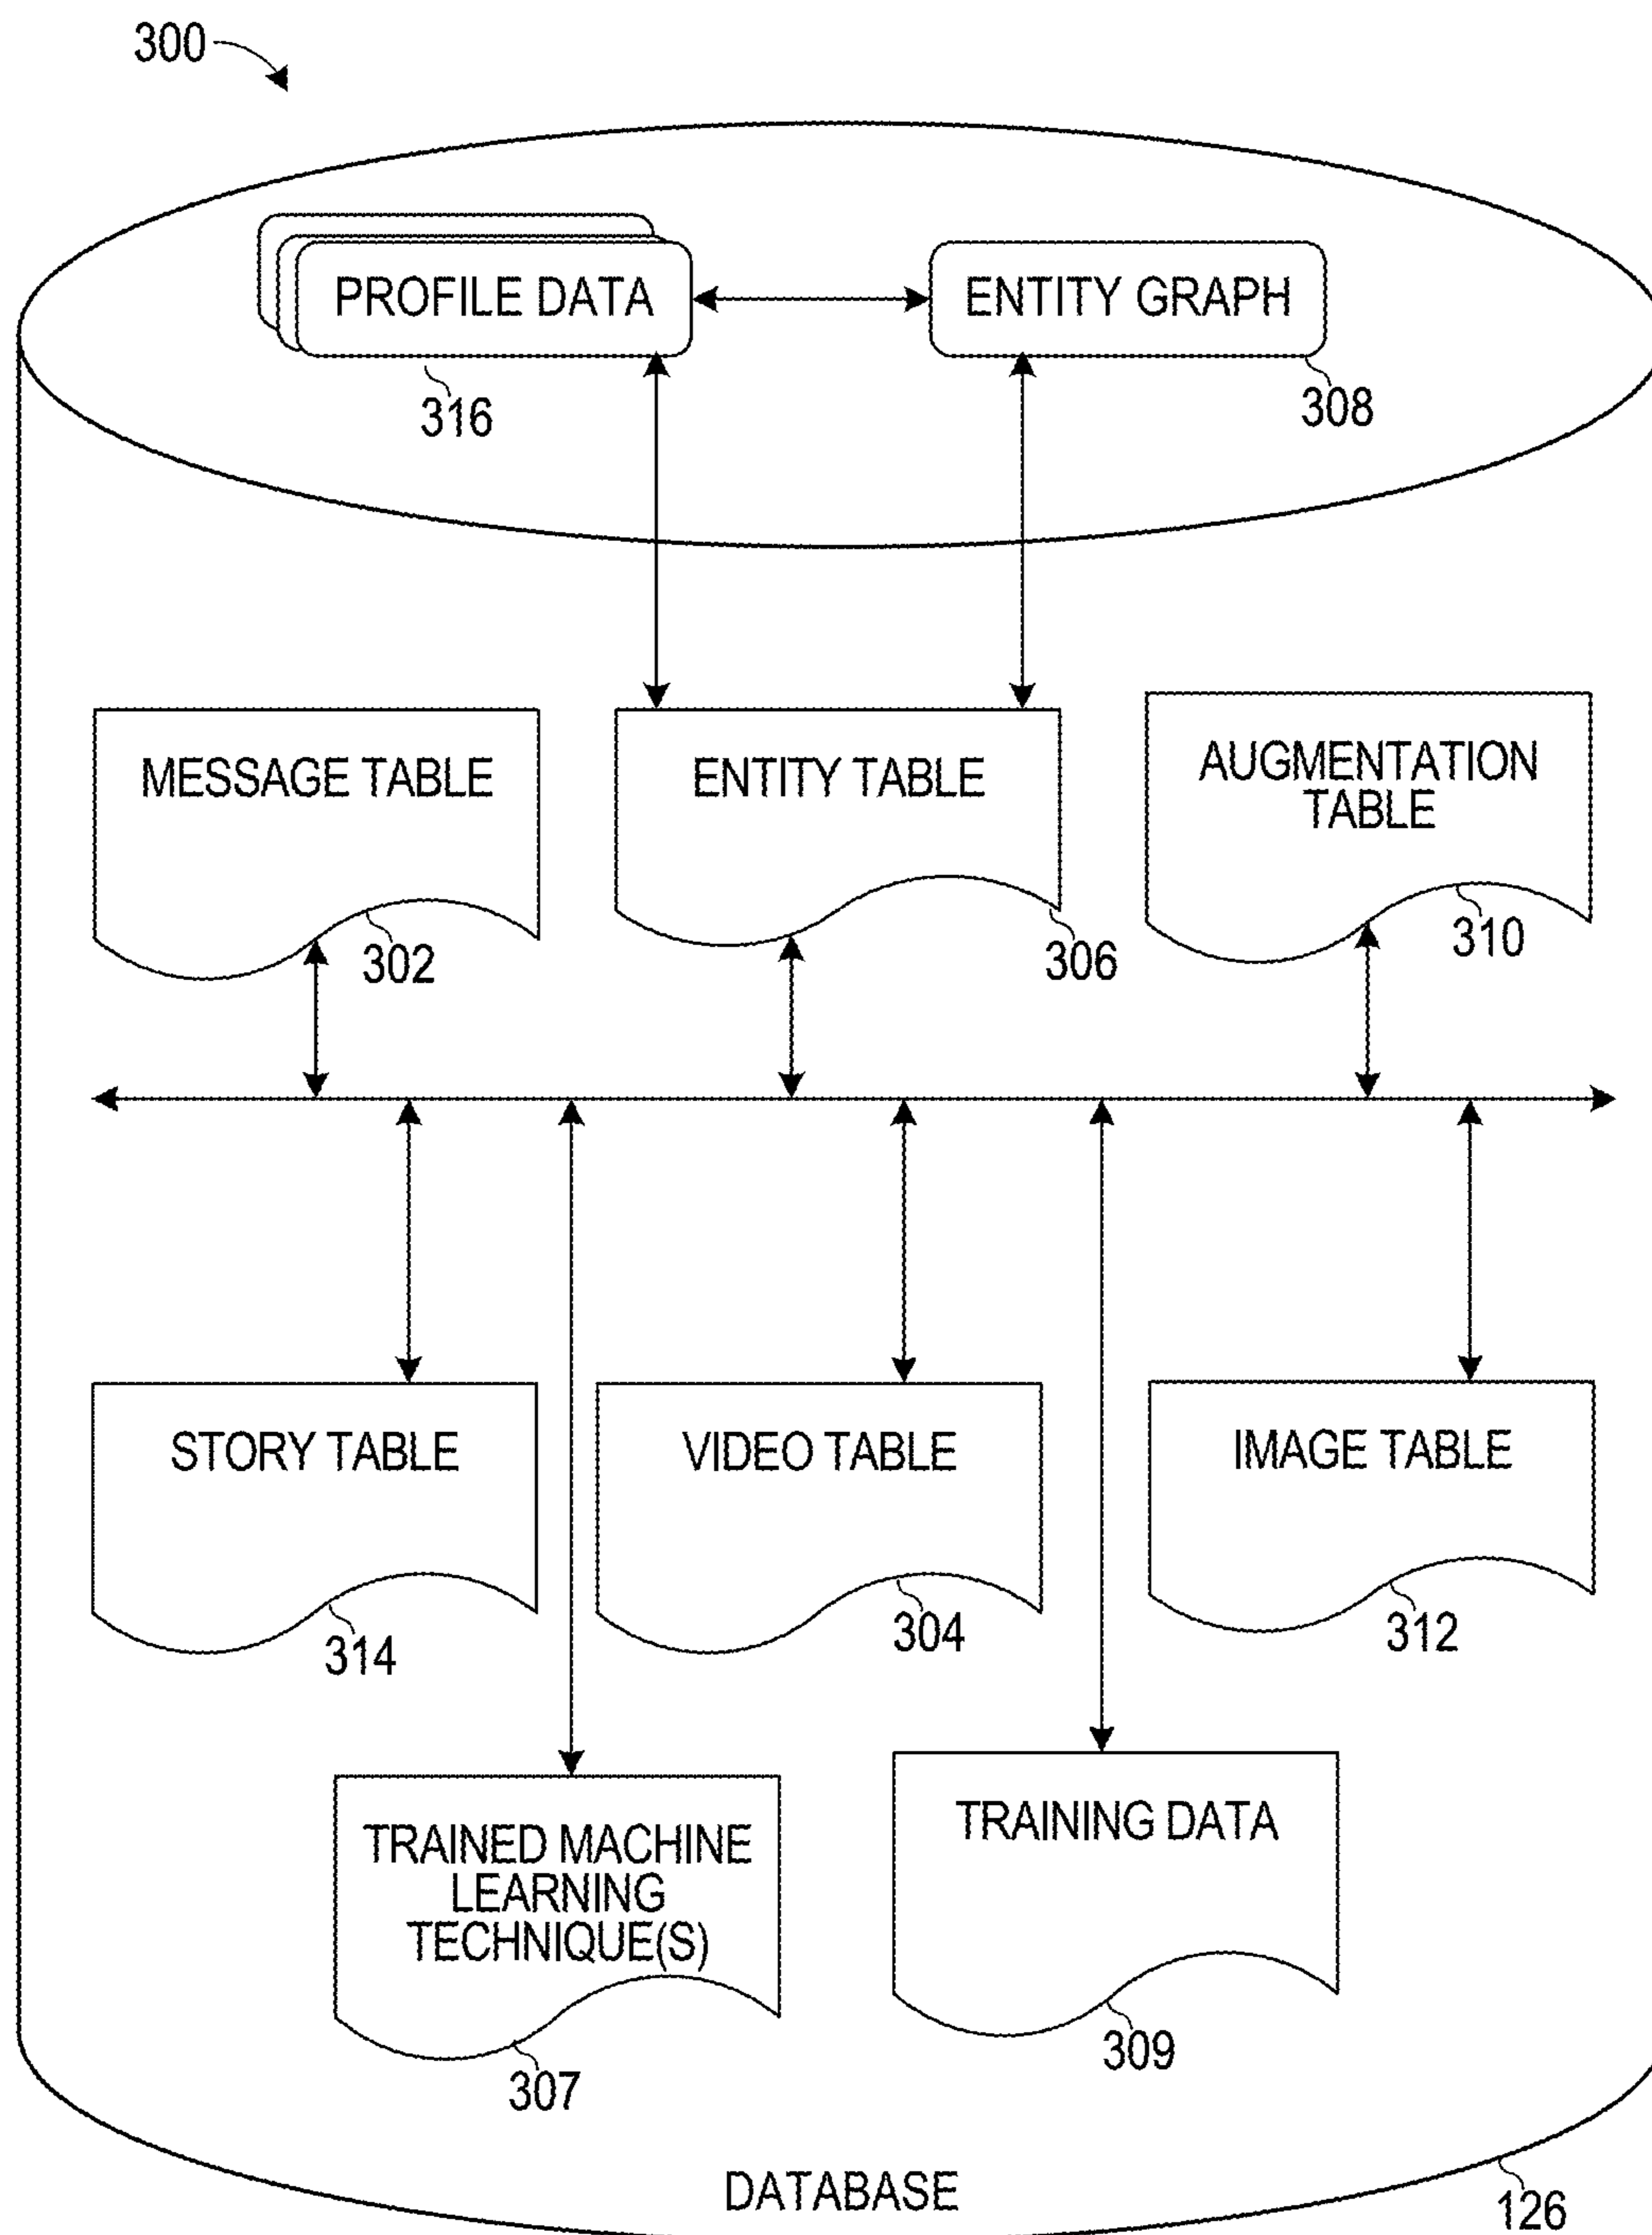 300
PROFILE DATA
ENTITY GRAPH
316
308
MESSAGE TABLE
ENTITY TABLE
AUGMENTATION
TABLE
302
306
310
STORY TABLE
VIDEO TABLE
IMAGE TABLE
314
304
312
TRAINED MACHINE
LEARNING
TECHNIQUE(S)
TRAINING DATA
307
309
DATABASE
126